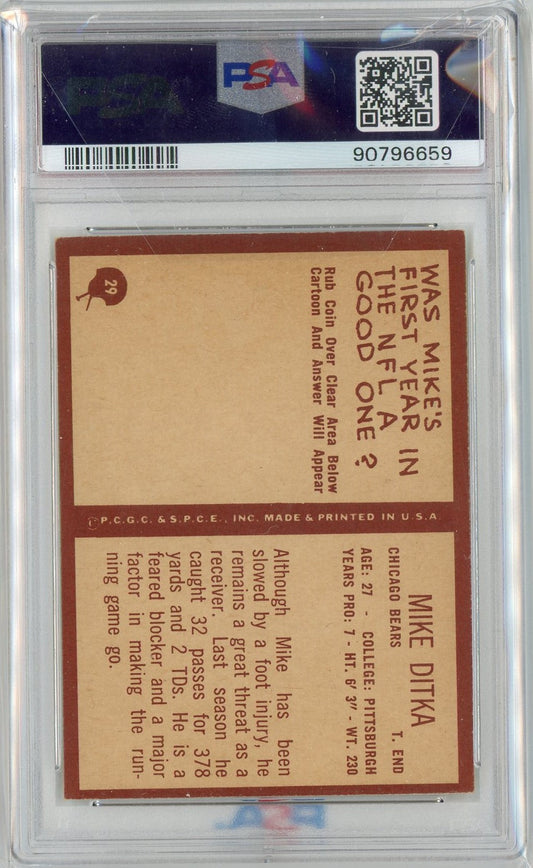 PSA
PSA
90796659
29
WAS MIKE'S
FIRST YEAR IN
THE NFL A
GOOD ONE?
Rub Coin Over Clear Area Below
Cartoon And Answer Will Appear
©P.C.G.C. & S.P.C.E., INC. MADE & PRINTED IN U.S.A
MIKE DITKA
CHICAGO BEARS T. END
AGE: 27 - COLLEGE: PITTSBURGH
YEARS PRO: 7 - HT. 6' 3" - WT. 230
Although Mike has been
slowed by a foot injury, he
remains a great threat as a
receiver. Last season he
caught 32 passes for 378
yards and 2 TDs. He is a
feared blocker and a major
factor in making the run-
ning game go.
PSA